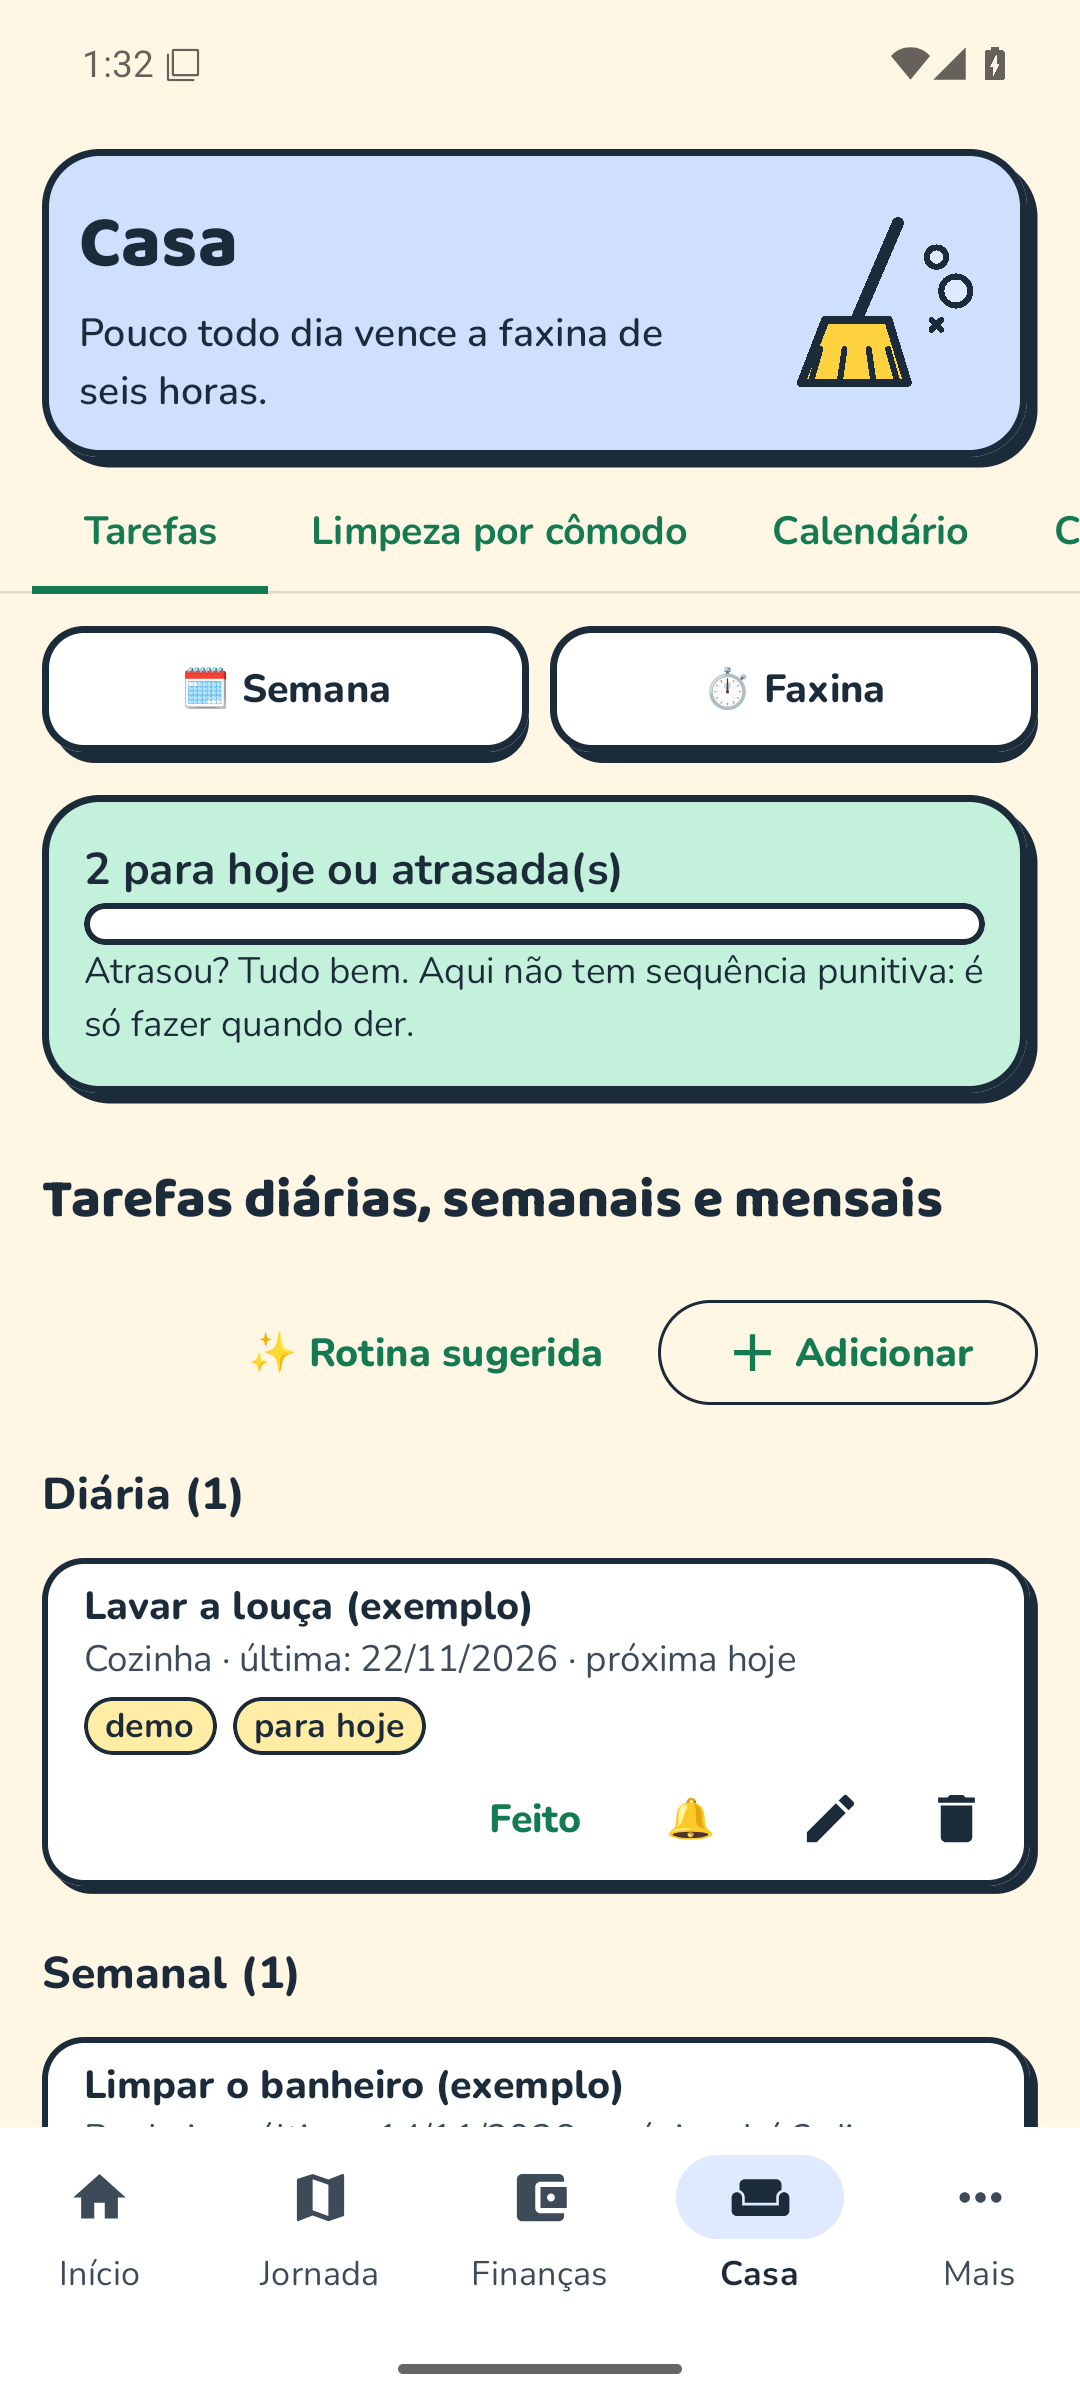 1:32
Casa
Pouco todo dia vence a faxina de
seis horas.
Tarefas
Limpeza por cômodo
Calendário
C
Semana
Faxina
2 para hoje ou atrasada(s)
Atrasou? Tudo bem. Aqui não tem sequência punitiva: é
só fazer quando der.
Tarefas diárias, semanais e mensais
Rotina sugerida
Adicionar
Diária (1)
Lavar a louça (exemplo)
Cozinha · última: 22/11/2026 · próxima hoje
demo
para hoje
Feito
Semanal (1)
Limpar o banheiro (exemplo)
Início
Jornada
Finanças
Casa
Mais